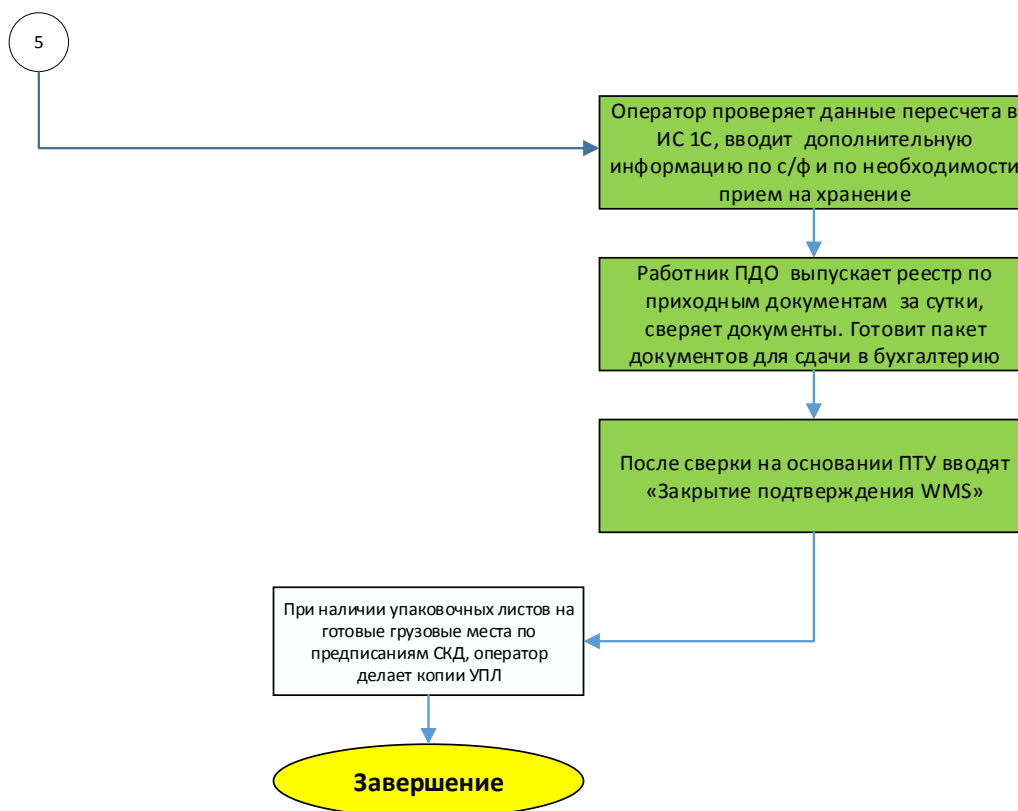 5
Оператор проверяет данные пересчета в
ИС 1С, вводит дополнительную
информацию по с/ф и по необходимости
прием на хранение
Работник ПДО выпускает реестр по
приходным документам за сутки,
сверяет документы. Готовит пакет
документов для сдачи в бухгалтерию
После сверки на основании ПТУ вводят
«Закрытие подтверждения WMS»
При наличии упаковочных листов на
готовые грузовые места по
предписаниям СКД, оператор
делает копии УПЛ
Завершение